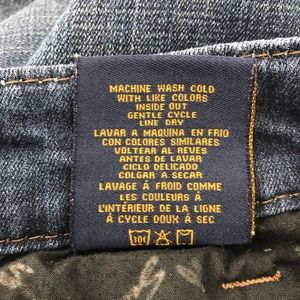 MACHINE WASH COLD
WITH LIKE COLORS
INSIDE OUT
GENTLE CYCLE
LINE DRY
LAVAR A MAQUINA EN FRIO
CON COLORES SIMILARES
VOLTEAR AL REVÉS
ANTES DE LAVAR
CICLO DELICADO
COLGAR A SECAR
LAVAGE À FROID COMME
LES COULEURS À
L'INTÉRIEUR DE LA LIGNE
À CYCLE DOUX À SEC